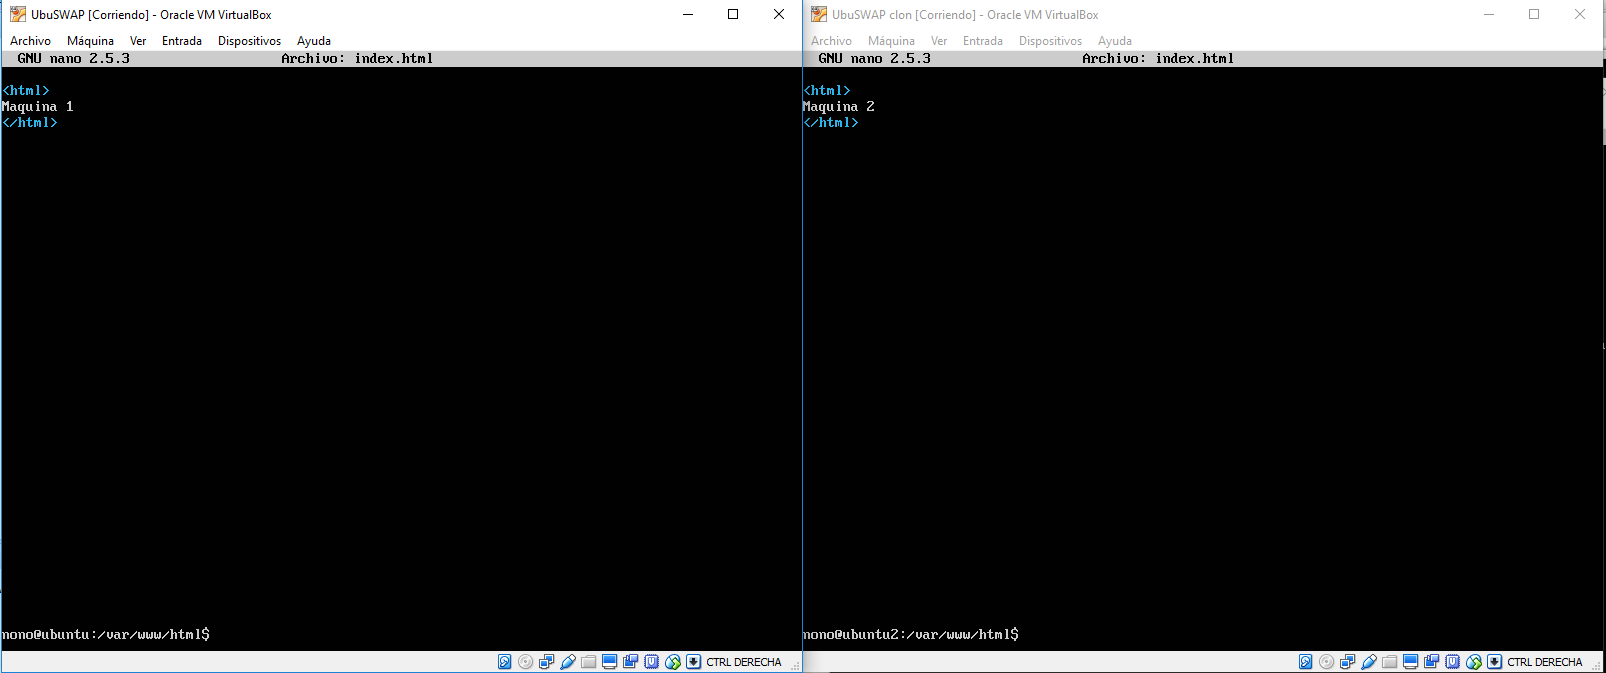 UbuSWAP [Corriendo] - Oracle VM VirtualBox
Archivo Máquina Ver Entrada Dispositivos Ayuda
GNU nano 2.5.3 Archivo: index.html
<html>
Maquina 1
</html>
nono@ubuntu:/var/www/html$
CTRL DERECHA
UbuSWAP clon [Corriendo] - Oracle VM VirtualBox
Archivo Máquina Ver Entrada Dispositivos Ayuda
GNU nano 2.5.3 Archivo: index.html
<html>
Maquina 2
</html>
nono@ubuntu2:/var/www/html$
CTRL DERECHA